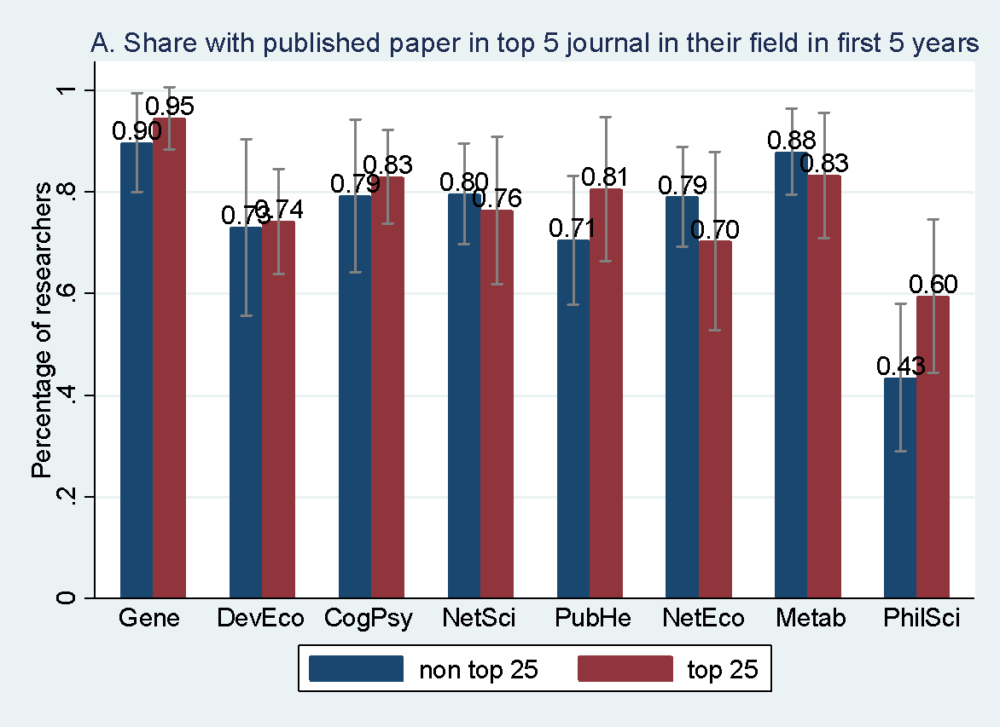 A. Share with published paper in top 5 journal in their field in first 5 years
Percentage of researchers
1
.8
.6
.4
.2
0
0.90 0.95 0.73 0.74 0.79 0.83 0.80 0.76 0.71 0.81 0.79 0.70 0.88 0.83 0.43 0.60
Gene DevEco CogPsy NetSci PubHe NetEco Metab PhilSci
non top 25 top 25